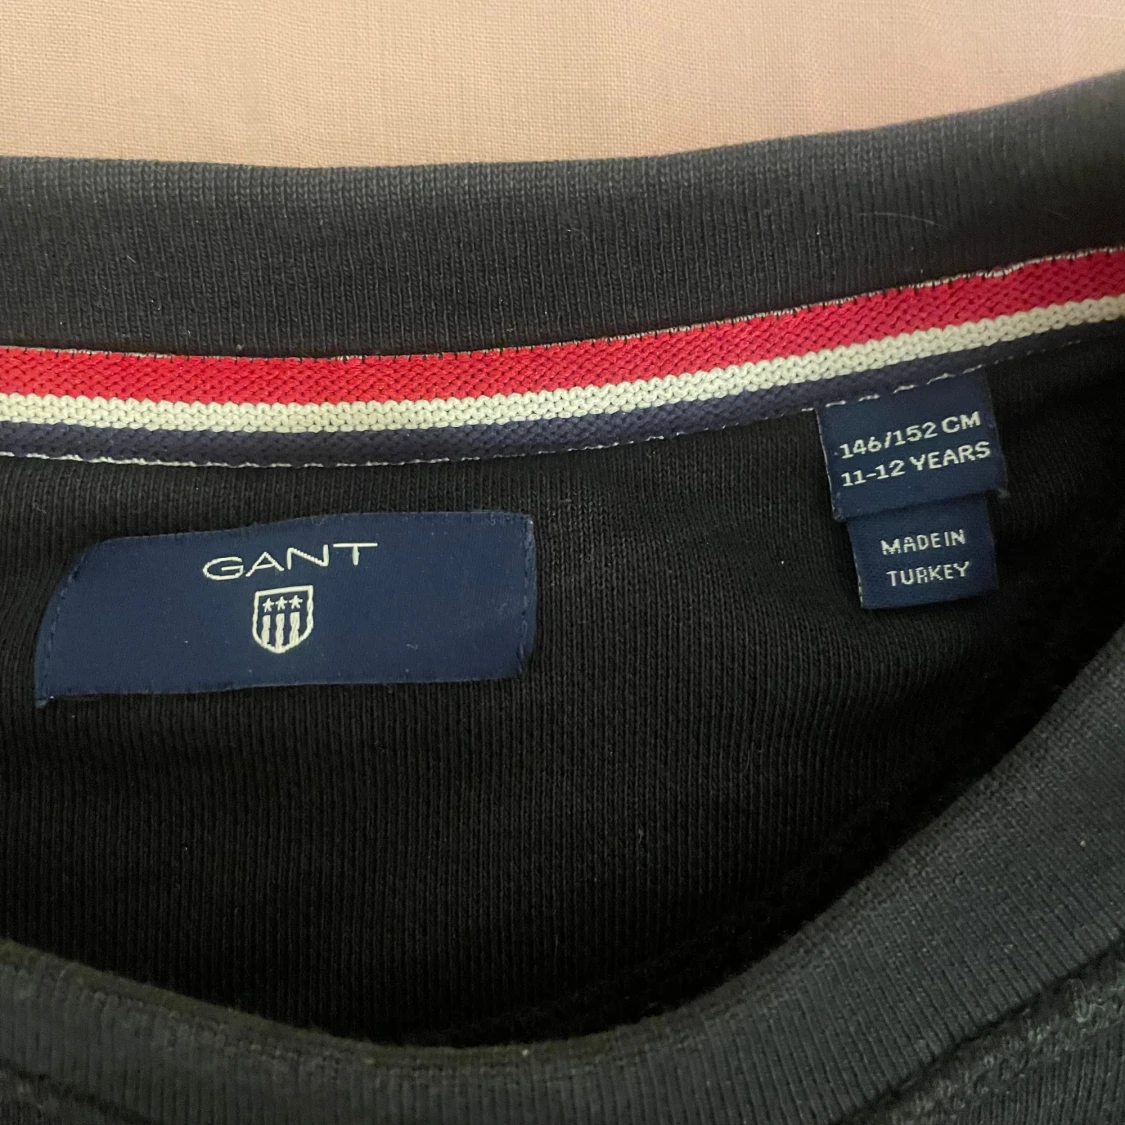 GANT
146/152 CM
11-12 YEARS
MADE IN
TURKEY